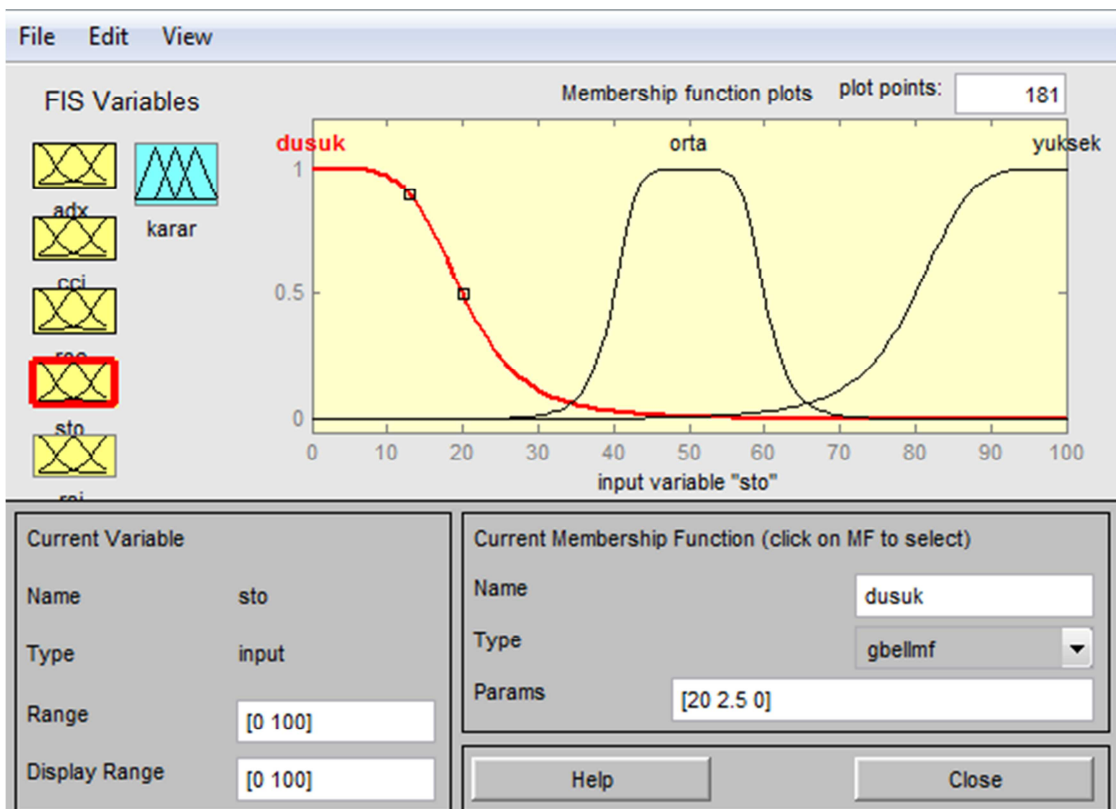 File Edit View
FIS Variables
Membership function plots plot points: 181
adx
karar
cci
sto
dusuk orta yuksek
1
0.5
0
0 10 20 30 40 50 60 70 80 90 100
input variable "sto"
Current Variable
Name sto
Type input
Range [0 100]
Display Range [0 100]
Current Membership Function (click on MF to select)
Name dusuk
Type gbellmf
Params [20 2.5 0]
Help Close